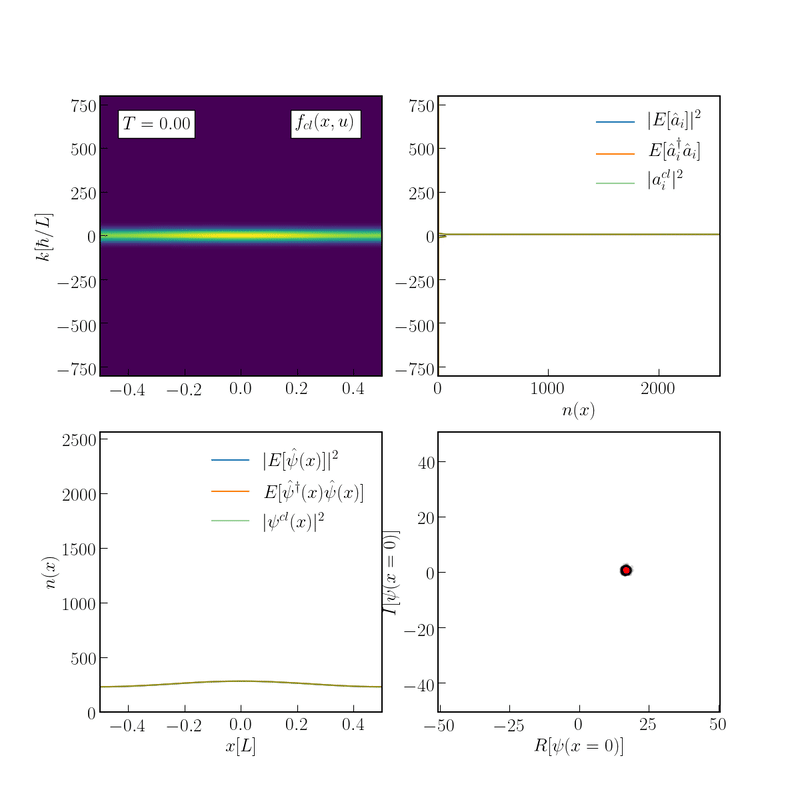 750
500
250
0
−250
−500
−750
k[ℏ/L]
T = 0.00
f_{cl}(x, u)
−0.4 −0.2 0.0 0.2 0.4
750
500
250
0
−250
−500
−750
|E[â_i]|²
E[â_i^† â_i]
|a_i^{cl}|²
0 1000 2000
n(x)
2500
2000
1500
1000
500
0
n(x)
|E[ψ̂(x)]|²
E[ψ̂^†(x)ψ̂(x)]
|ψ^{cl}(x)|²
−0.4 −0.2 0.0 0.2 0.4
x[L]
40
20
0
−20
−40
I[ψ(x = 0)]
−50 −25 0 25 50
R[ψ(x = 0)]